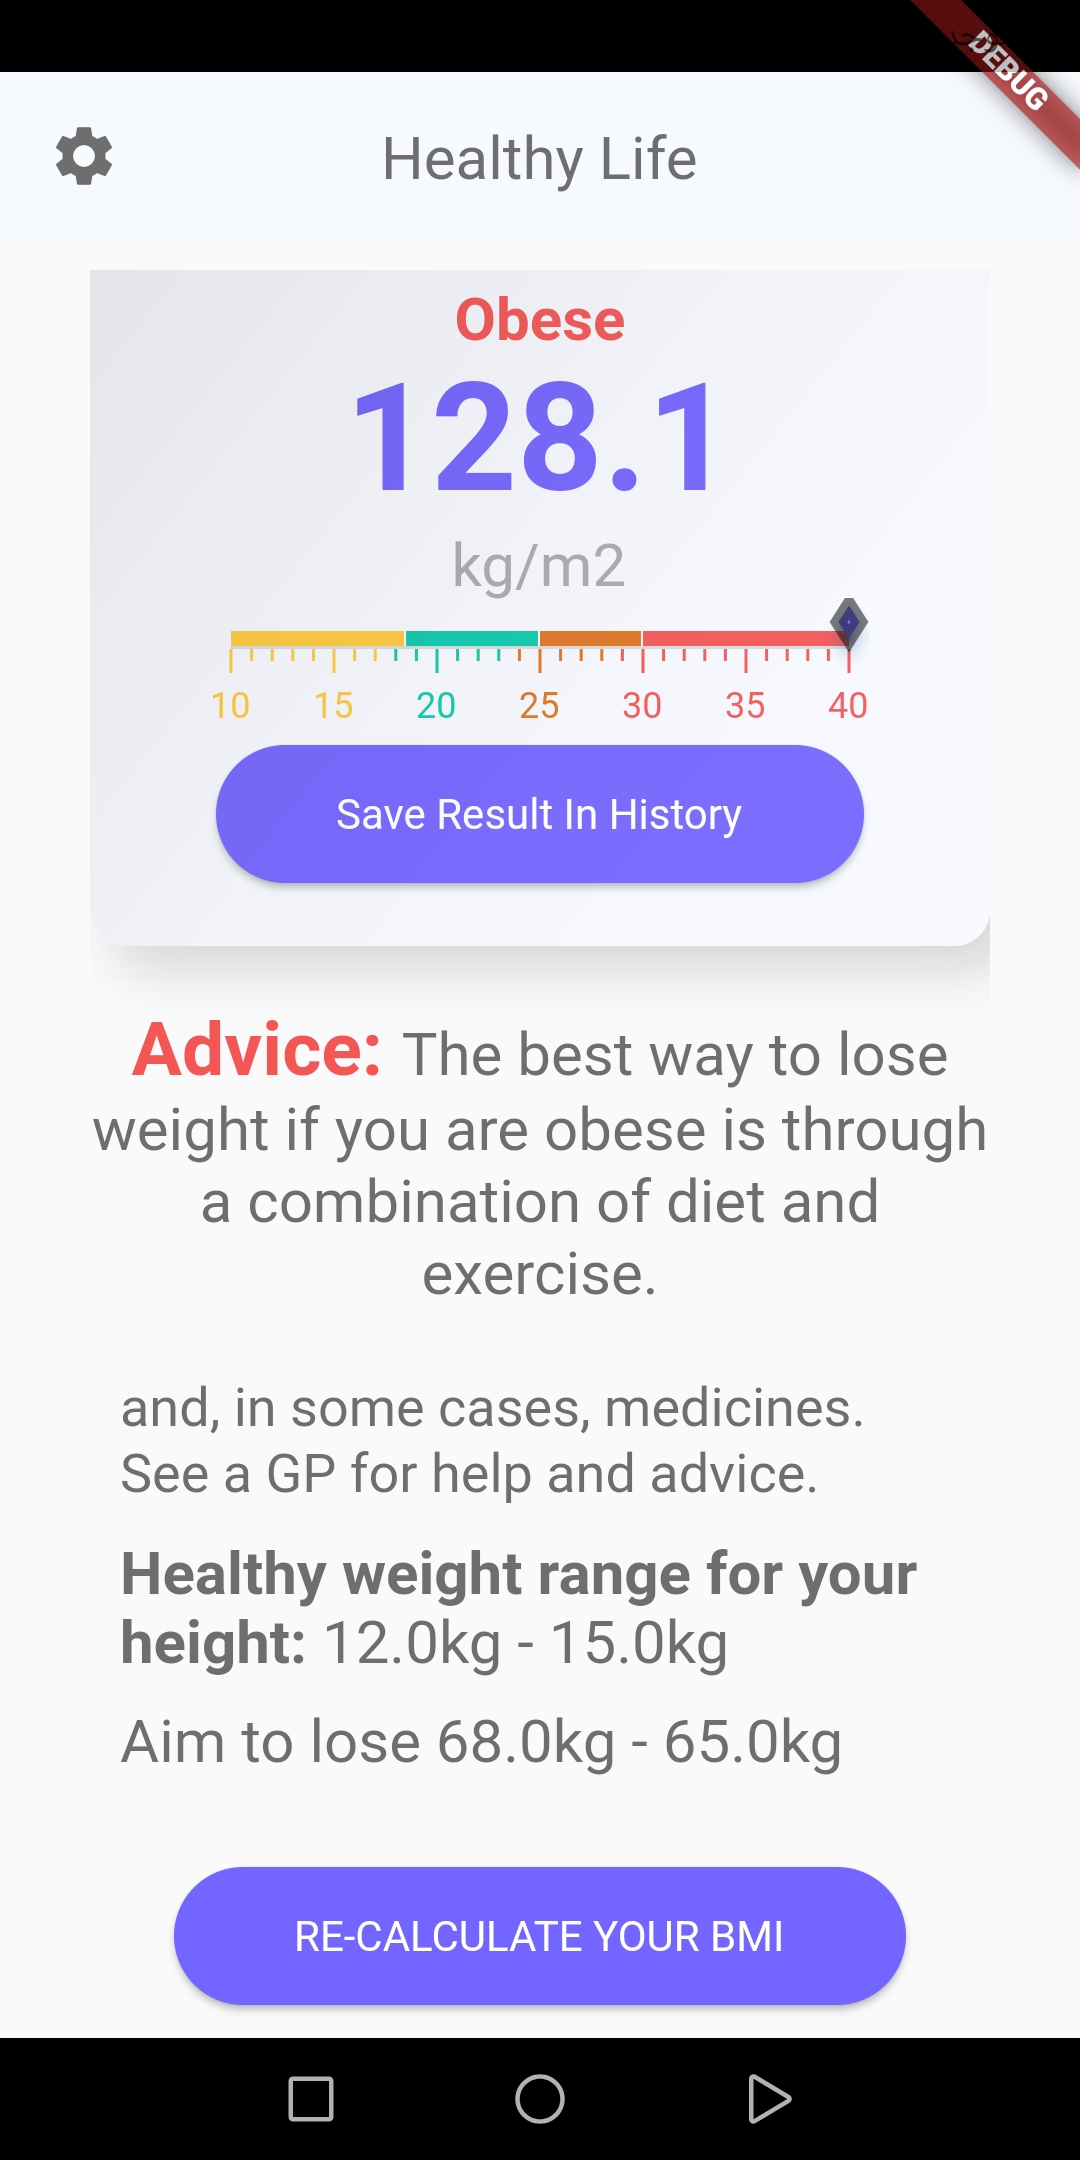 DEBUG
Healthy Life
Obese
128.1
kg/m2
10 15 20 25 30 35 40
Save Result In History
Advice: The best way to lose
weight if you are obese is through
a combination of diet and
exercise.
and, in some cases, medicines.
See a GP for help and advice.
Healthy weight range for your
height: 12.0kg - 15.0kg
Aim to lose 68.0kg - 65.0kg
RE-CALCULATE YOUR BMI